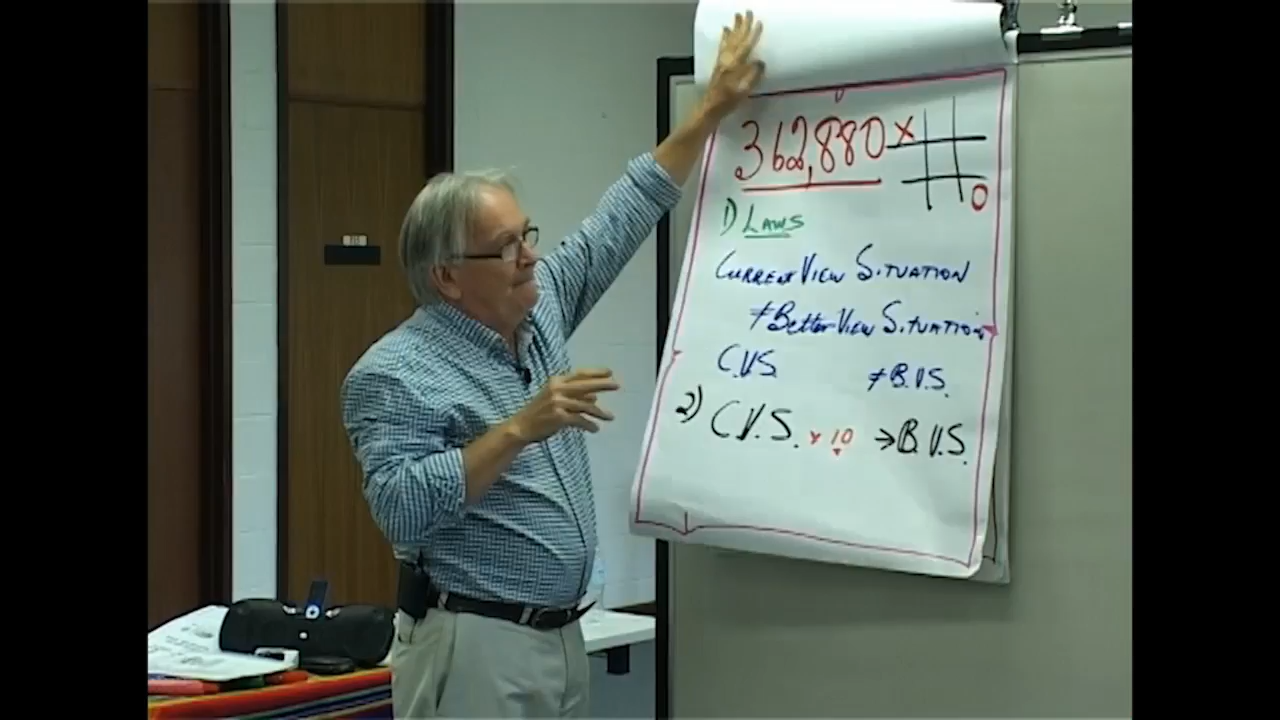 362,880 X
O
1) LAWS
CURRENT VIEW SITUATION
≠ Better VIEW SITUATION
C.V.S. ≠ B.V.S.
2) C.V.S. x 10 → B.V.S.